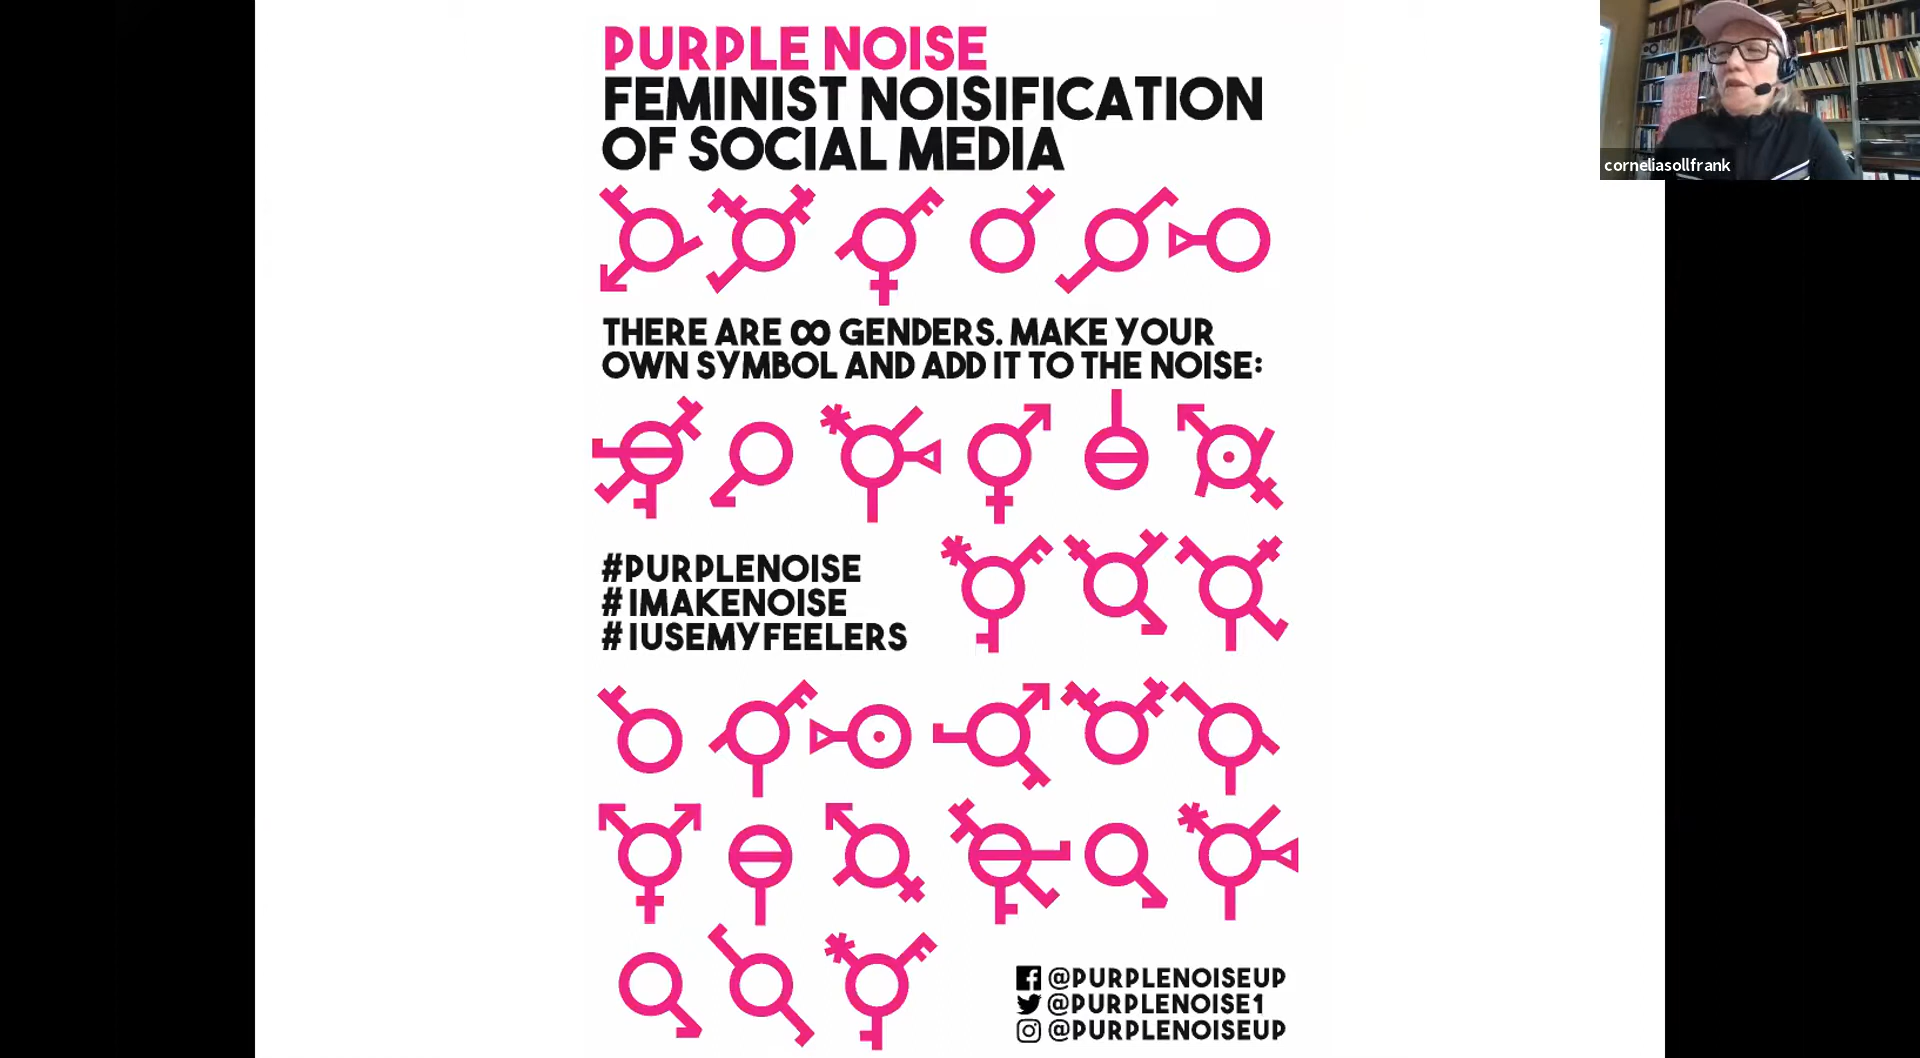 PURPLE NOISE
FEMINIST NOISIFICATION
OF SOCIAL MEDIA
THERE ARE ∞ GENDERS. MAKE YOUR
OWN SYMBOL AND ADD IT TO THE NOISE:
#PURPLENOISE
#IMAKENOISE
#IUSEMYFEELERS
@PURPLENOISEUP
@PURPLENOISE1
@PURPLENOISEUP
corneliasollfrank